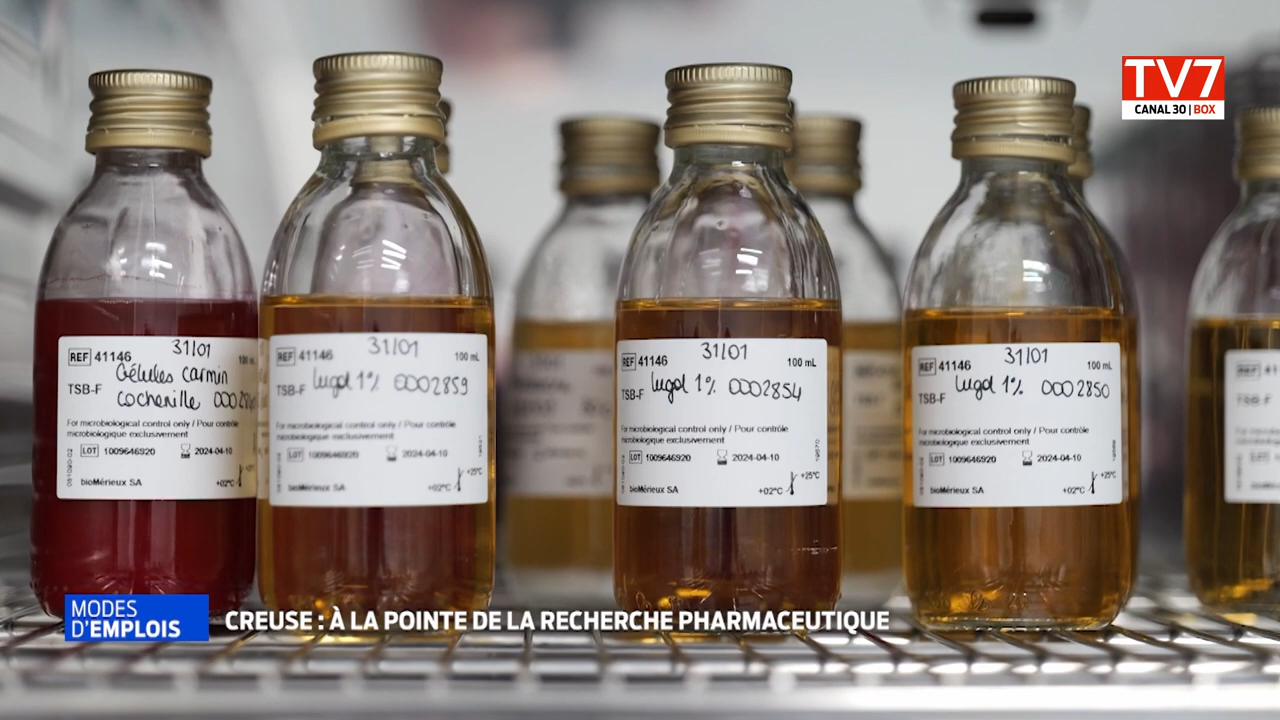 TV7
CANAL 30 | BOX
31/01
REF 41146
Gélules carmin
TSB-F
cochenille 0002
For microbiological control only / Pour contrôle
microbiologique exclusivement
LOT 1009646920
2024-04-10
bioMérieux SA
+02°C
31/01
REF 41146 100 mL
TSB-F lugol 1% 0002859
For microbiological control only / Pour contrôle
microbiologique exclusivement
LOT 1009646920 2024-04-10
+25°C
bioMérieux SA +02°C
31/01
REF 41146 100 mL
TSB-F lugol 1% 0002854
For microbiological control only / Pour contrôle
microbiologique exclusivement
LOT 1009646920 2024-04-10
+25°C
bioMérieux SA +02°C
31/01
REF 41146 100 mL
TSB-F lugol 1% 0002850
For microbiological control only / Pour contrôle
microbiologique exclusivement
LOT 1009646920 2024-04-10
+25°C
bioMérieux SA +02°C
MODES
D'EMPLOIS
CREUSE : À LA POINTE DE LA RECHERCHE PHARMACEUTIQUE